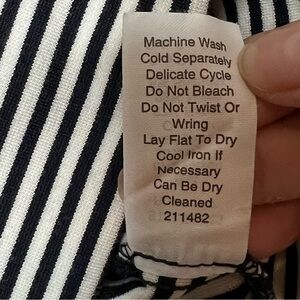 Machine Wash
Cold Separately
Delicate Cycle
Do Not Bleach
Do Not Twist Or
Wring
Lay Flat To Dry
Cool Iron If
Necessary
Can Be Dry
Cleaned
211482